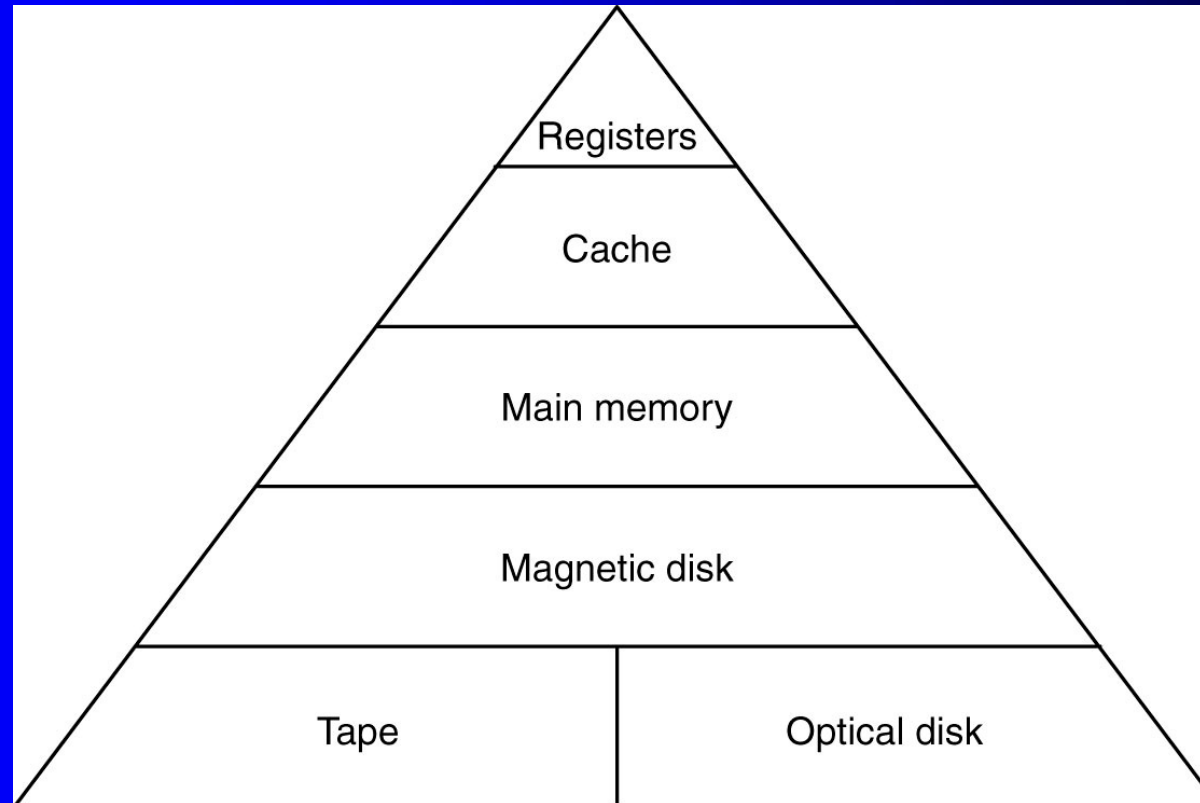 Registers
Cache
Main memory
Magnetic disk
Tape
Optical disk